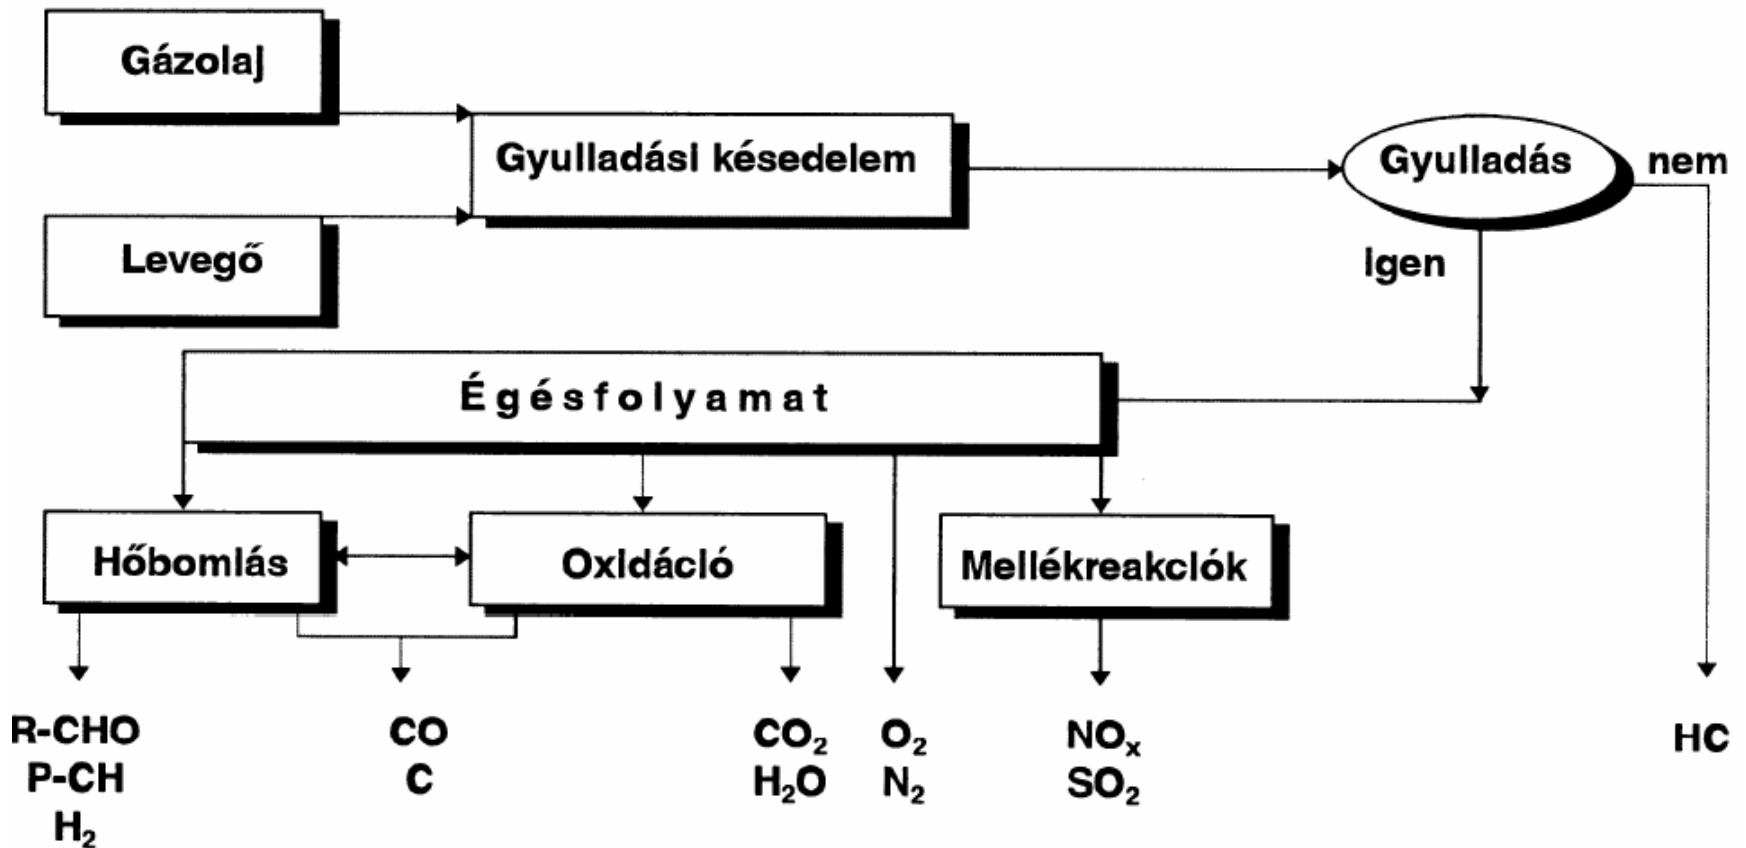 Gázolaj
Gyulladási késedelem
Gyulladás
nem
Levegő
igen
Égésfolyamat
Hőbomlás
Oxidáció
Mellékreakciók
R-CHO
P-CH
H₂
CO
C
CO₂
H₂O
O₂
N₂
NOₓ
SO₂
HC